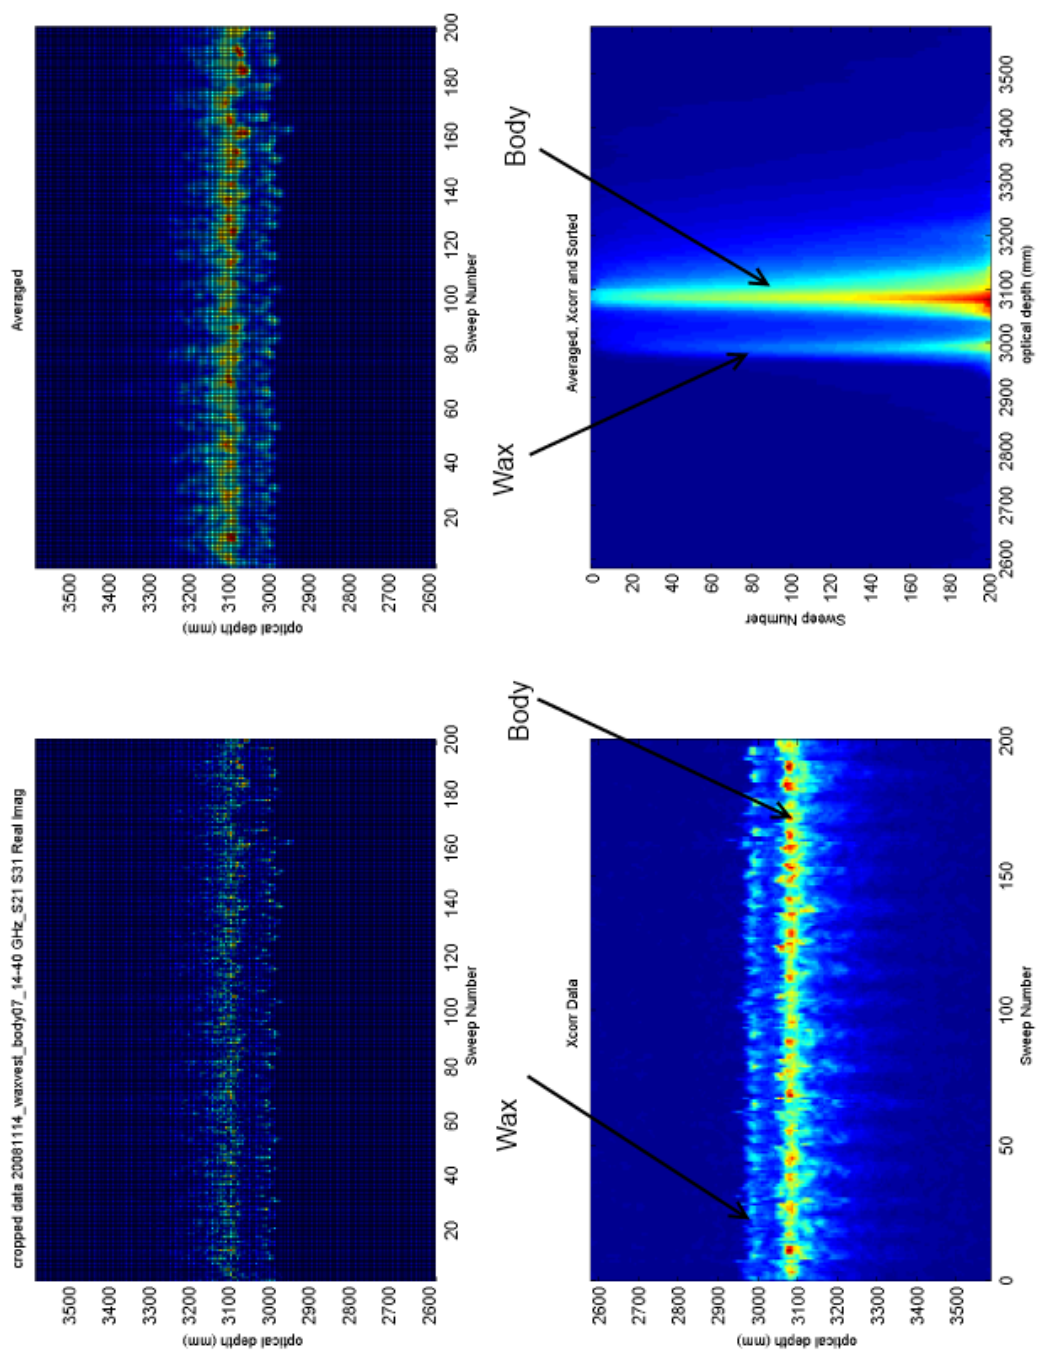 cropped data 20081114_waxvest_body07_14-40 GHz_S21 S31 Real Imag
3500
3400
3300
3200
3100
3000
2900
2800
2700
2600
optical depth (mm)
20 40 60 80 100 120 140 160 180 200
Sweep Number
Averaged
3500
3400
3300
3200
3100
3000
2900
2800
2700
2600
optical depth (mm)
20 40 60 80 100 120 140 160 180 200
Sweep Number
Wax
Body
Xcorr Data
2600
2700
2800
2900
3000
3100
3200
3300
3400
3500
optical depth (mm)
0 50 100 150 200
Sweep Number
Wax
Body
Averaged, Xcorr and Sorted
0
20
40
60
80
100
120
140
160
180
200
Sweep Number
2600 2700 2800 2900 3000 3100 3200 3300 3400 3500
optical depth (mm)